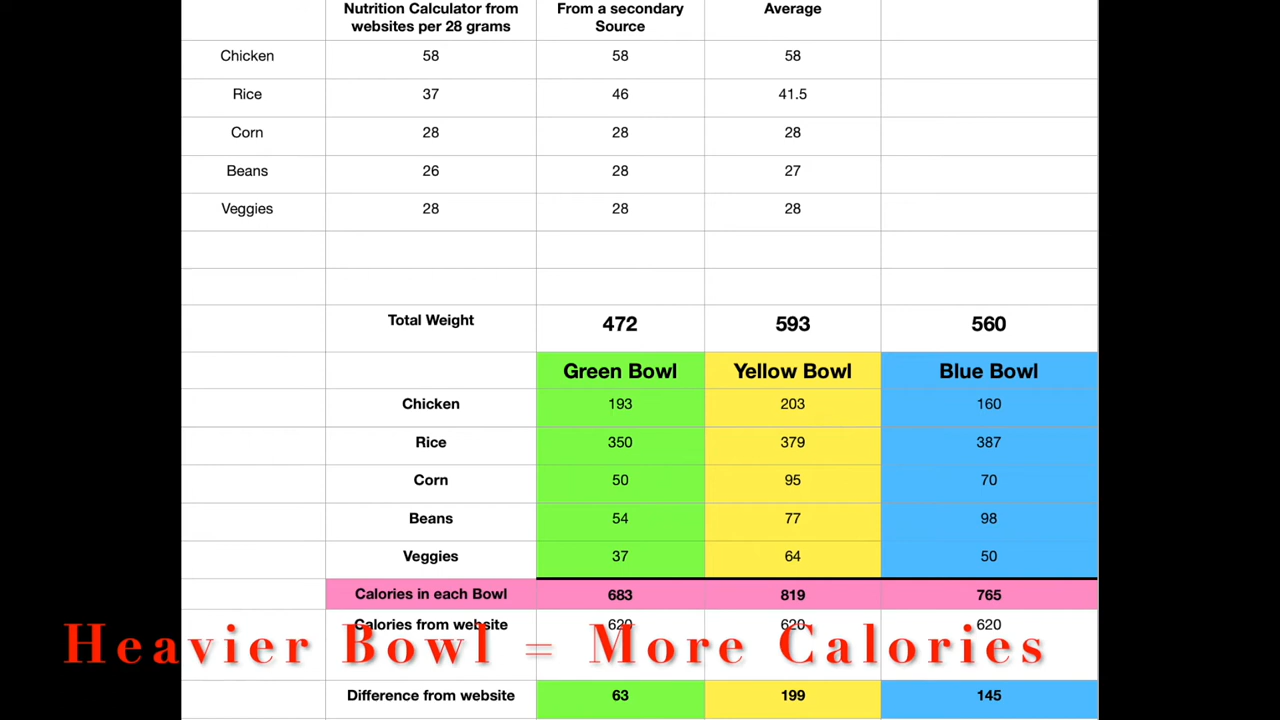 Nutrition Calculator from websites per 28 grams From a secondary Source Average
Chicken 58 58 58
Rice 37 46 41.5
Corn 28 28 28
Beans 26 28 27
Veggies 28 28 28
Total Weight 472 593 560
Green Bowl Yellow Bowl Blue Bowl
Chicken 193 203 160
Rice 350 379 387
Corn 50 95 70
Beans 54 77 98
Veggies 37 64 50
Calories in each Bowl 683 819 765
Calories from website 620 620 620
Heavier Bowl = More Calories
Difference from website 63 199 145